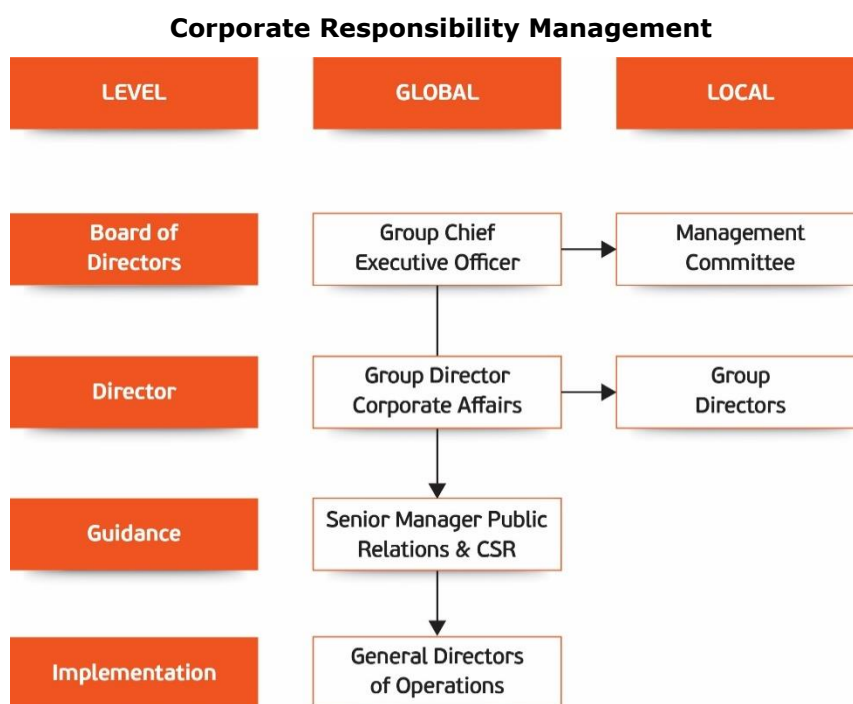 Corporate Responsibility Management
LEVEL
GLOBAL
LOCAL
Board of
Directors
Group Chief
Executive Officer
Management
Committee
Director
Group Director
Corporate Affairs
Group
Directors
Guidance
Senior Manager Public
Relations & CSR
Implementation
General Directors
of Operations